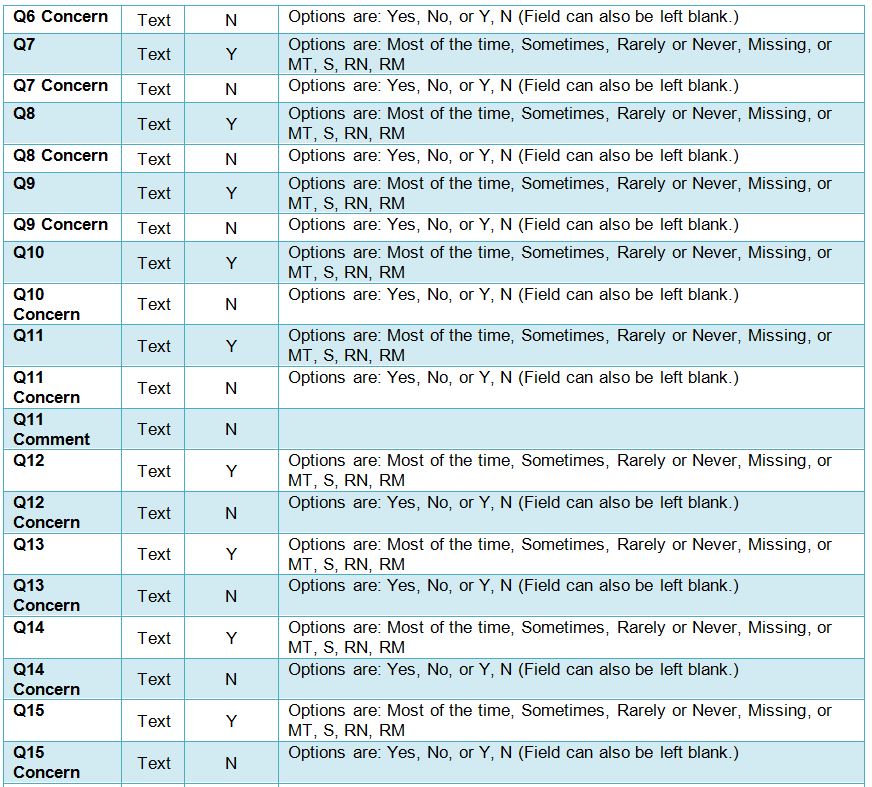 Q6 Concern Text N Options are: Yes, No, or Y, N (Field can also be left blank.)
Q7 Text Y Options are: Most of the time, Sometimes, Rarely or Never, Missing, or
MT, S, RN, RM
Q7 Concern Text N Options are: Yes, No, or Y, N (Field can also be left blank.)
Q8 Text Y Options are: Most of the time, Sometimes, Rarely or Never, Missing, or
MT, S, RN, RM
Q8 Concern Text N Options are: Yes, No, or Y, N (Field can also be left blank.)
Q9 Text Y Options are: Most of the time, Sometimes, Rarely or Never, Missing, or
MT, S, RN, RM
Q9 Concern Text N Options are: Yes, No, or Y, N (Field can also be left blank.)
Q10 Text Y Options are: Most of the time, Sometimes, Rarely or Never, Missing, or
MT, S, RN, RM
Q10
Concern Text N Options are: Yes, No, or Y, N (Field can also be left blank.)
Q11 Text Y Options are: Most of the time, Sometimes, Rarely or Never, Missing, or
MT, S, RN, RM
Q11
Concern Text N Options are: Yes, No, or Y, N (Field can also be left blank.)
Q11
Comment Text N
Q12 Text Y Options are: Most of the time, Sometimes, Rarely or Never, Missing, or
MT, S, RN, RM
Q12
Concern Text N Options are: Yes, No, or Y, N (Field can also be left blank.)
Q13 Text Y Options are: Most of the time, Sometimes, Rarely or Never, Missing, or
MT, S, RN, RM
Q13
Concern Text N Options are: Yes, No, or Y, N (Field can also be left blank.)
Q14 Text Y Options are: Most of the time, Sometimes, Rarely or Never, Missing, or
MT, S, RN, RM
Q14
Concern Text N Options are: Yes, No, or Y, N (Field can also be left blank.)
Q15 Text Y Options are: Most of the time, Sometimes, Rarely or Never, Missing, or
MT, S, RN, RM
Q15
Concern Text N Options are: Yes, No, or Y, N (Field can also be left blank.)